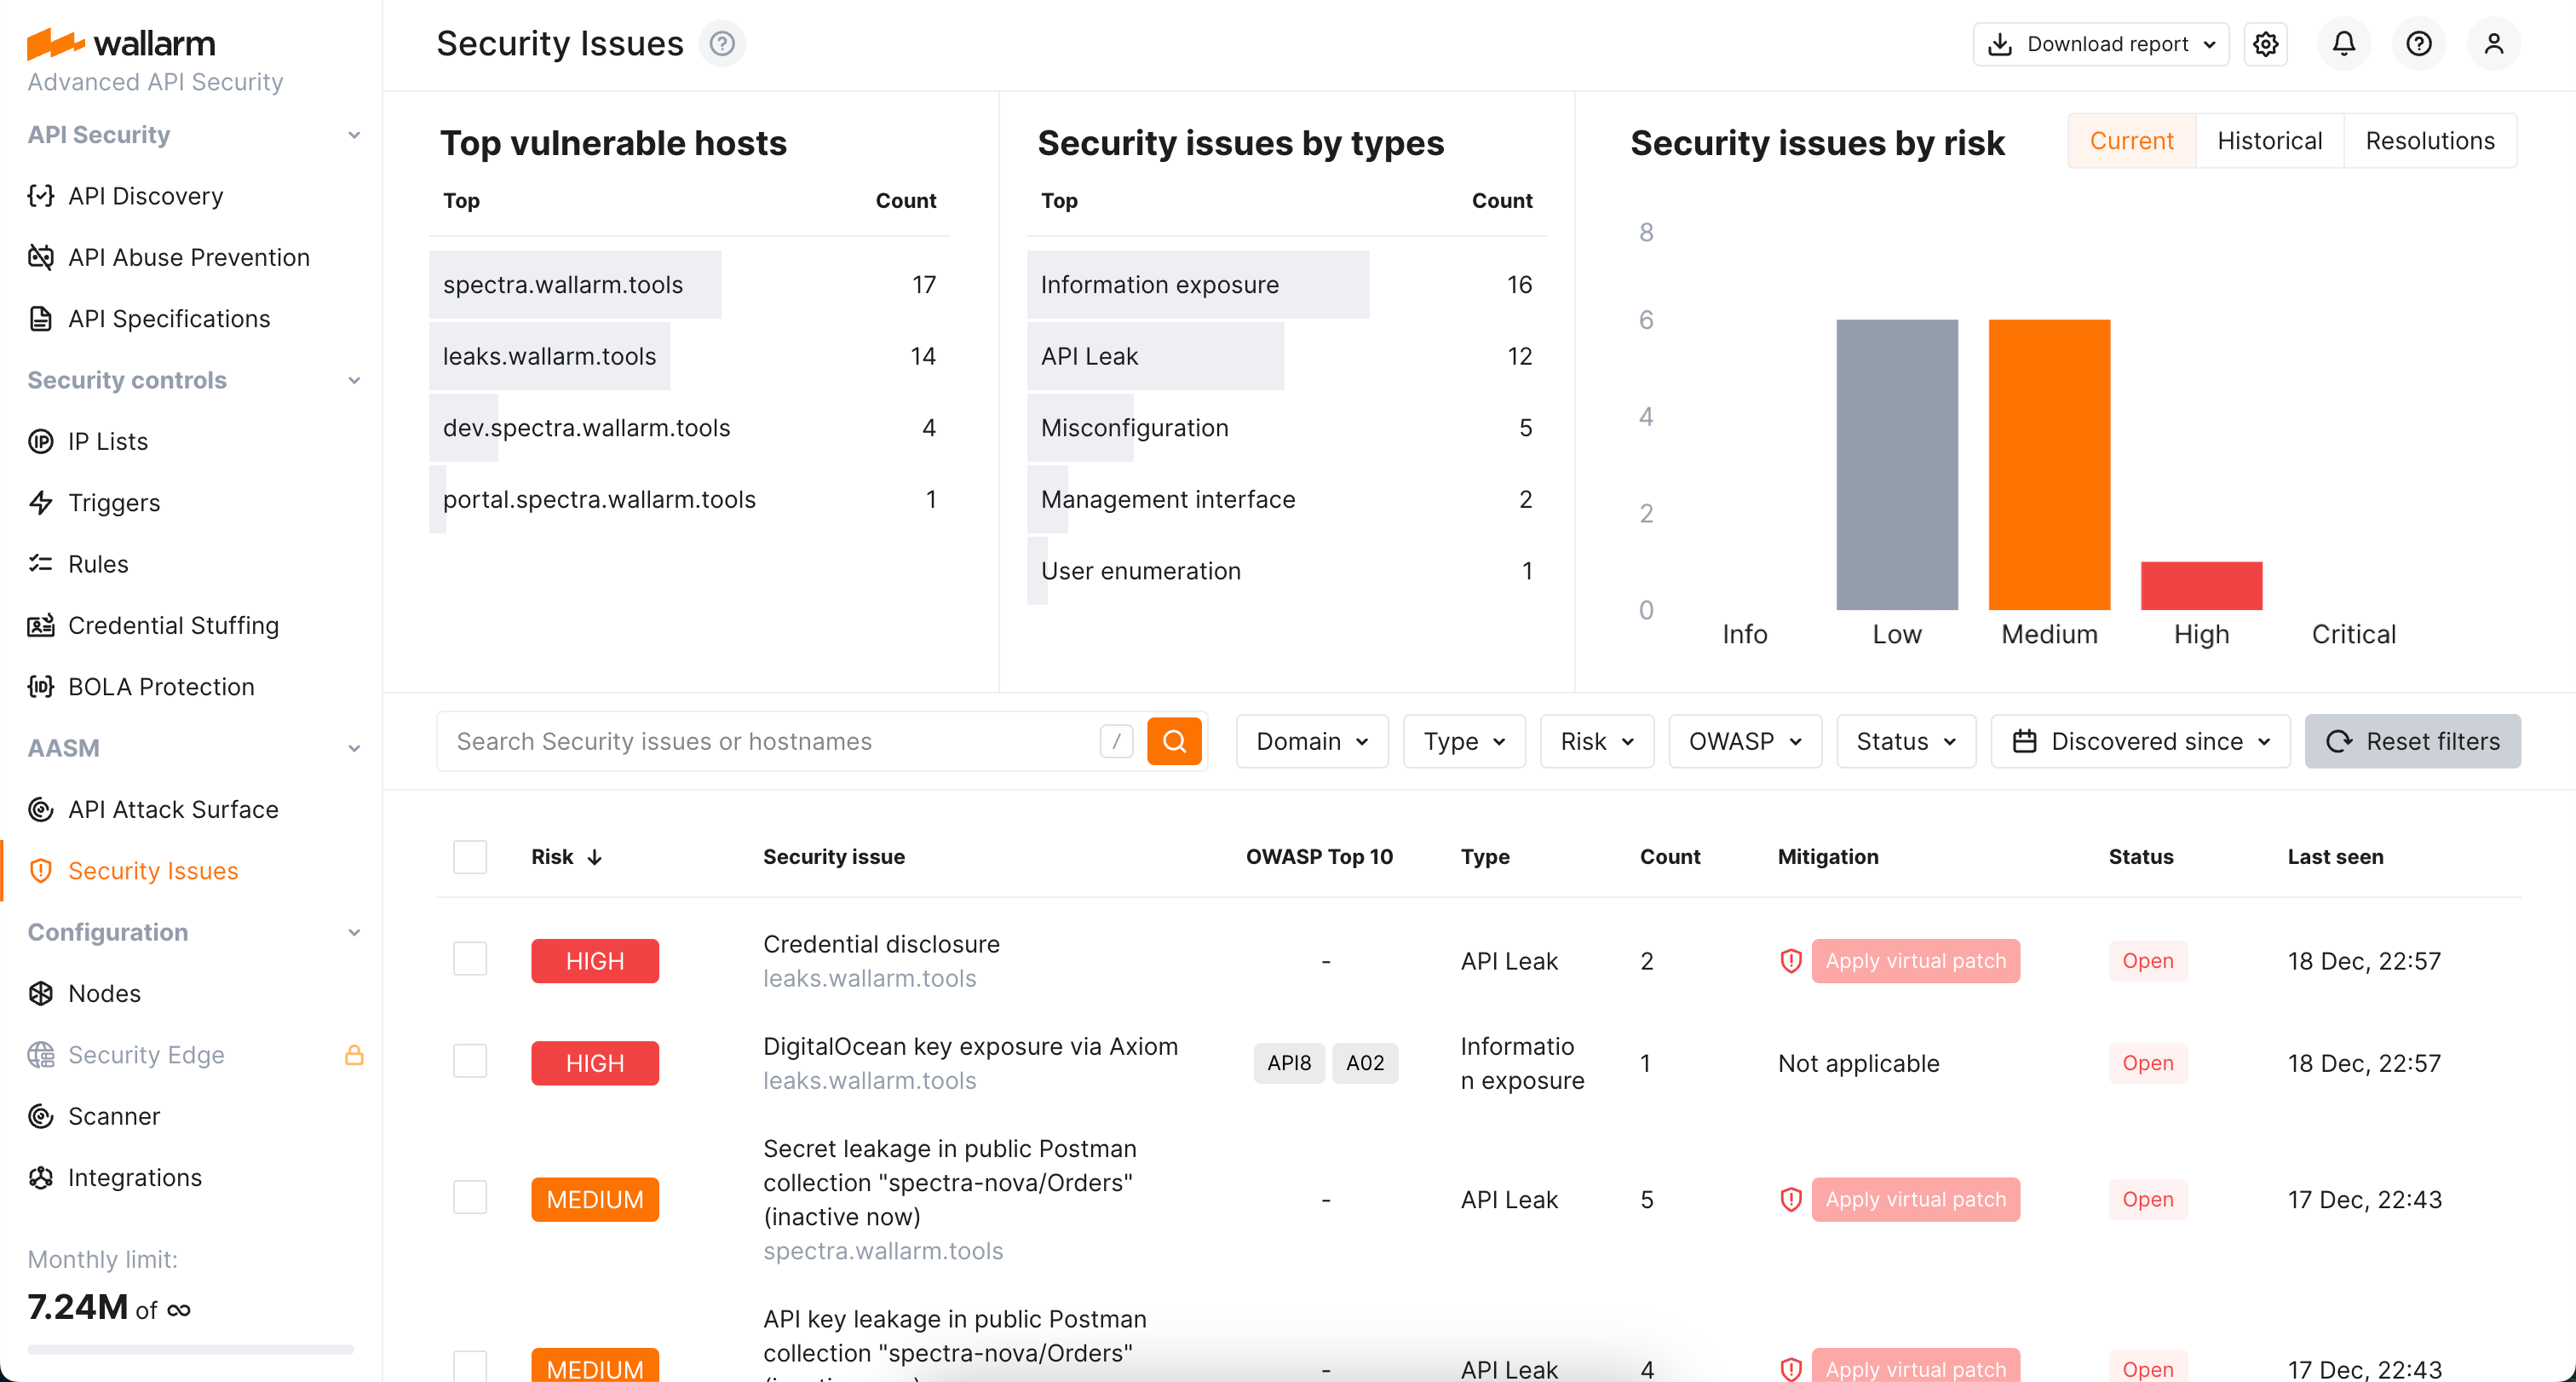 wallarm
Advanced API Security
API Security
API Discovery
API Abuse Prevention
API Specifications
Security controls
IP Lists
Triggers
Rules
Credential Stuffing
BOLA Protection
AASM
API Attack Surface
Security Issues
Configuration
Nodes
Security Edge
Scanner
Integrations
Monthly limit:
7.24M of ∞
Security Issues
Download report
Top vulnerable hosts
Top Count
spectra.wallarm.tools 17
leaks.wallarm.tools 14
dev.spectra.wallarm.tools 4
portal.spectra.wallarm.tools 1
Security issues by types
Top Count
Information exposure 16
API Leak 12
Misconfiguration 5
Management interface 2
User enumeration 1
Security issues by risk
Current Historical Resolutions
8
6
4
2
0
Info Low Medium High Critical
Search Security issues or hostnames / Domain Type Risk OWASP Status Discovered since Reset filters
Risk Security issue OWASP Top 10 Type Count Mitigation Status Last seen
HIGH Credential disclosure - API Leak 2 Apply virtual patch Open 18 Dec, 22:57
leaks.wallarm.tools
HIGH DigitalOcean key exposure via Axiom API8 A02 Informatio 1 Not applicable Open 18 Dec, 22:57
leaks.wallarm.tools n exposure
Secret leakage in public Postman
collection "spectra-nova/Orders"
MEDIUM (inactive now) - API Leak 5 Apply virtual patch Open 17 Dec, 22:43
spectra.wallarm.tools
API key leakage in public Postman
collection "spectra-nova/Orders"
MEDIUM - API Leak 4 Apply virtual patch Open 17 Dec, 22:43